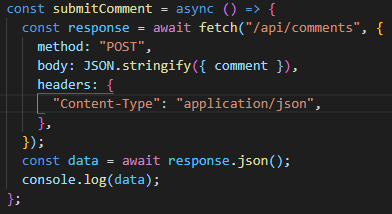 const submitComment = async () => {
  const response = await fetch("/api/comments", {
    method: "POST",
    body: JSON.stringify({ comment }),
    headers: {
      "Content-Type": "application/json",
    },
  });
  const data = await response.json();
  console.log(data);
};